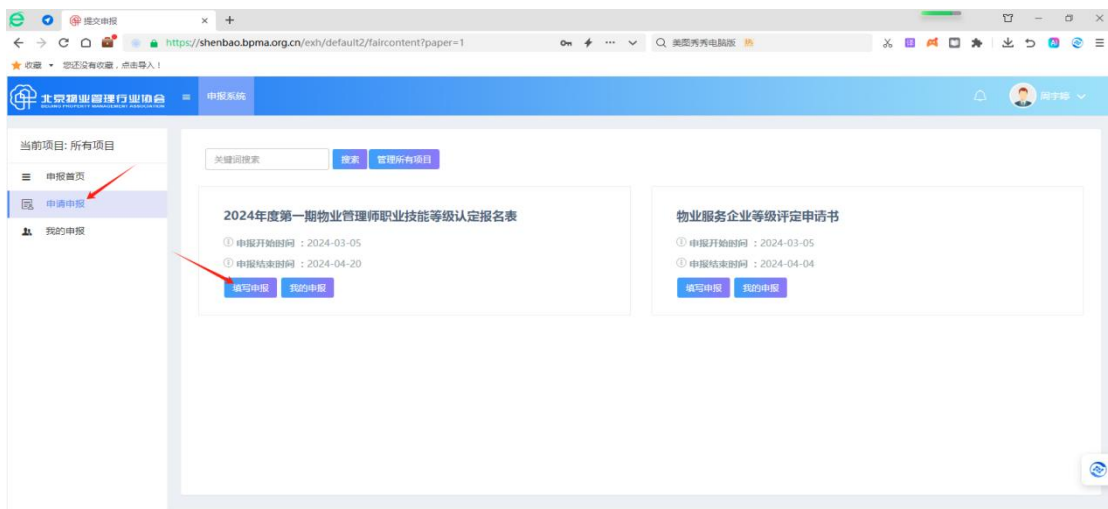 提交申报
https://shenbao.bpma.org.cn/exh/default2/faircontent?paper=1
美图秀秀电脑版 热
收藏 您还没有收藏，点击导入！
北京物业管理行业协会
BEIJING PROPERTY MANAGEMENT ASSOCIATION
申报系统
当前项目: 所有项目
申报首页
申请申报
我的申报
关键词搜索 搜索 管理所有项目
2024年度第一期物业管理师职业技能等级认定报名表
申报开始时间 ：2024-03-05
申报结束时间 ：2024-04-20
填写申报 我的申报
物业服务企业等级评定申请书
申报开始时间 ：2024-03-05
申报结束时间 ：2024-04-04
填写申报 我的申报